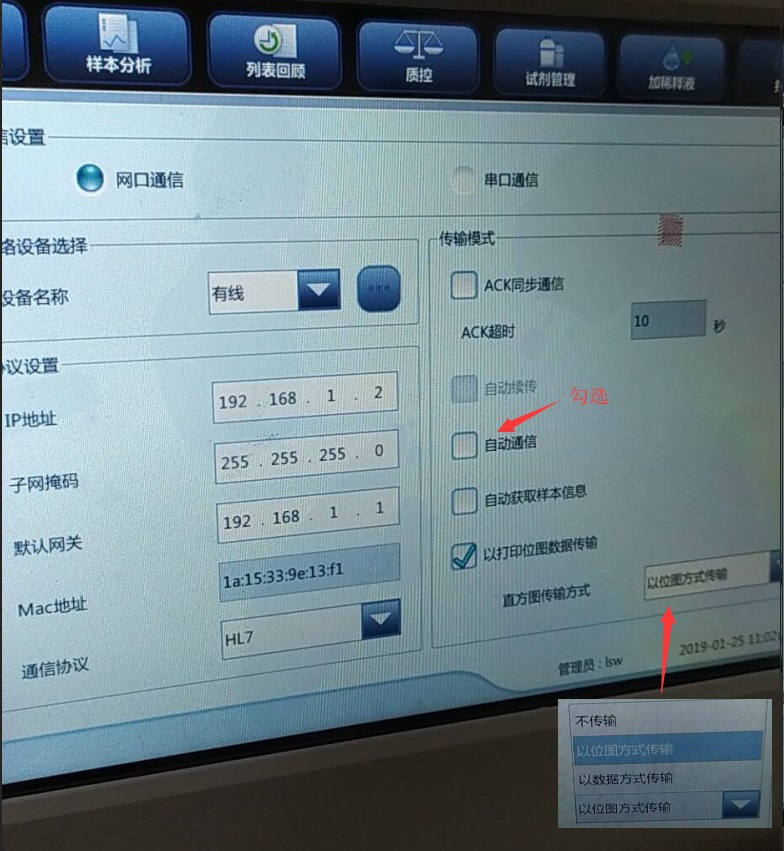 样本分析
列表回顾
质控
试剂管理
加稀释液
信设置
网口通信
串口通信
络设备选择
设备名称
有线
传输模式
ACK同步通信
ACK超时
10
秒
自动续传
勾选
自动通信
自动获取样本信息
以打印位图数据传输
直方图传输方式
以位图方式传输
协议设置
IP地址
192 . 168 . 1 . 2
子网掩码
255 . 255 . 255 . 0
默认网关
192 . 168 . 1 . 1
Mac地址
1a:15:33:9e:13:f1
通信协议
HL7
管理员 : lsw
2019-01-25 11:02
不传输
以位图方式传输
以数据方式传输
以位图方式传输